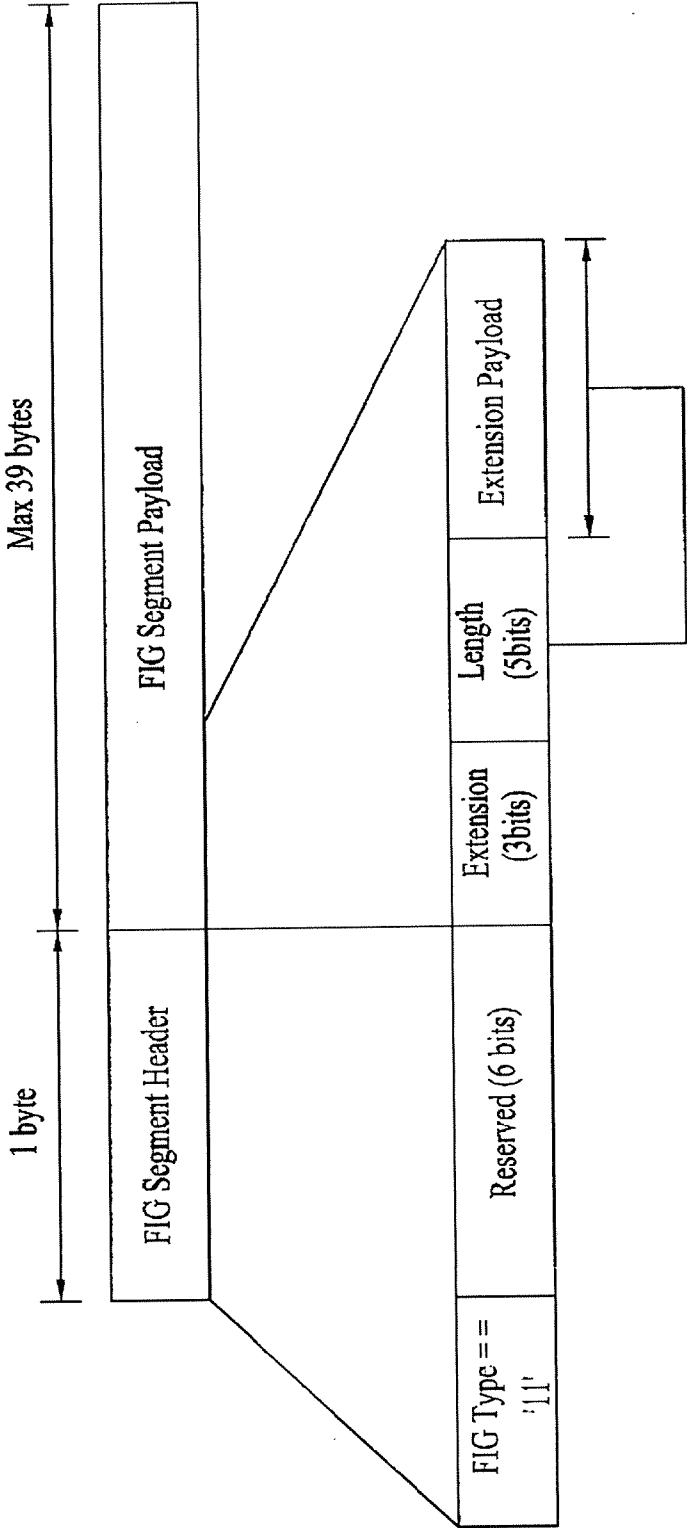 1 byte
Max 39 bytes
FIG Segment Header
FIG Segment Payload
FIG Type = =
'11'
Reserved (6 bits)
Extension
(3bits)
Length
(5bits)
Extension Payload